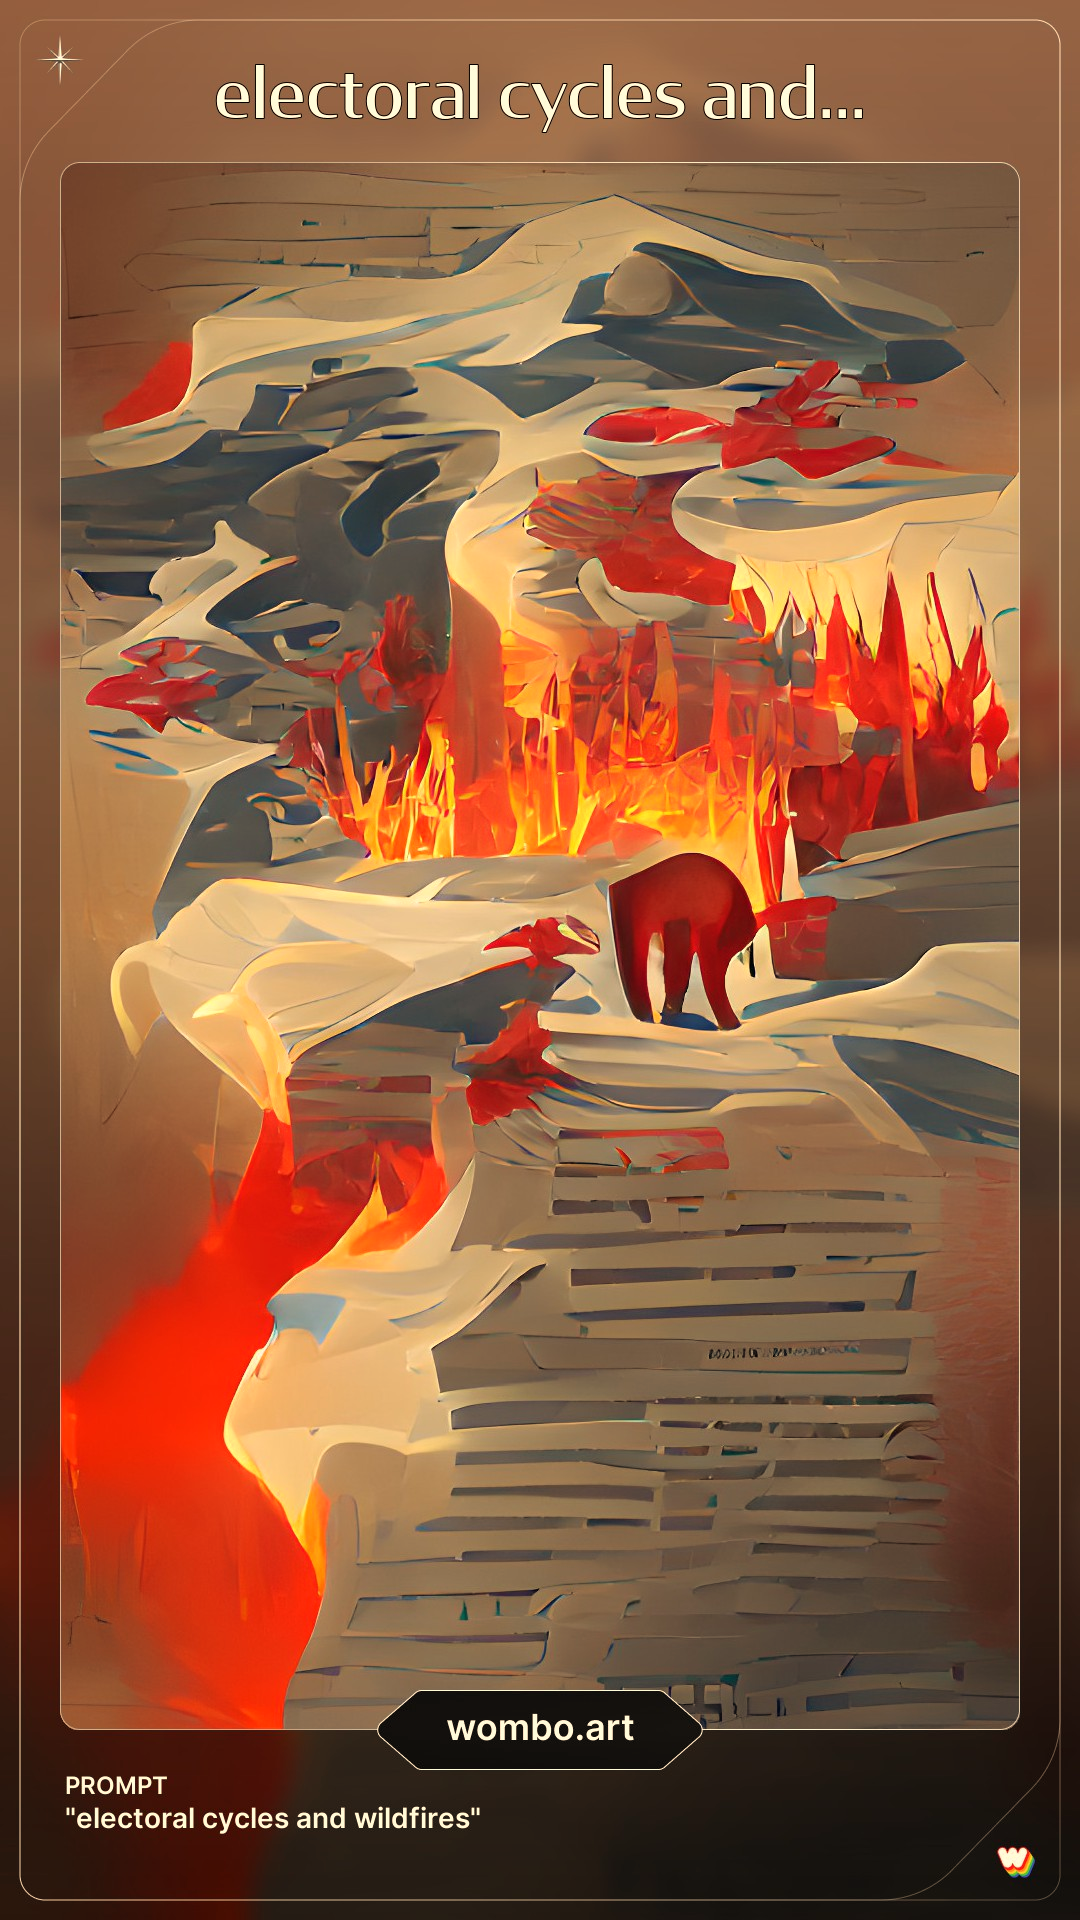 electoral cycles and...
wombo.art
PROMPT
"electoral cycles and wildfires"
W